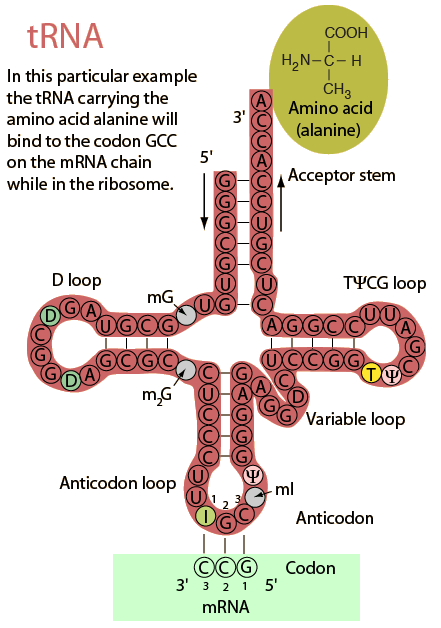 tRNA
In this particular example
the tRNA carrying the
amino acid alanine will
bind to the codon GCC
on the mRNA chain
while in the ribosome.
COOH
H₂N–C–H
CH₃
Amino acid
(alanine)
3'
A
C
C
A
C
C
U
G
C
U
C
Acceptor stem
5'
G
G
G
C
G
U
G
U
mG
D loop
D G A U G C G
C
G
G
D A G C G C
m₂G
TΨCG loop
A G G C C U U A
G
C
U C C G G T Ψ
A G G D C
Variable loop
C G
U A
C G
C G
C G
U Ψ
U
mI
Anticodon loop
1 2 3
I G C
Anticodon
C C G
Codon
3' 3 2 1 5'
mRNA